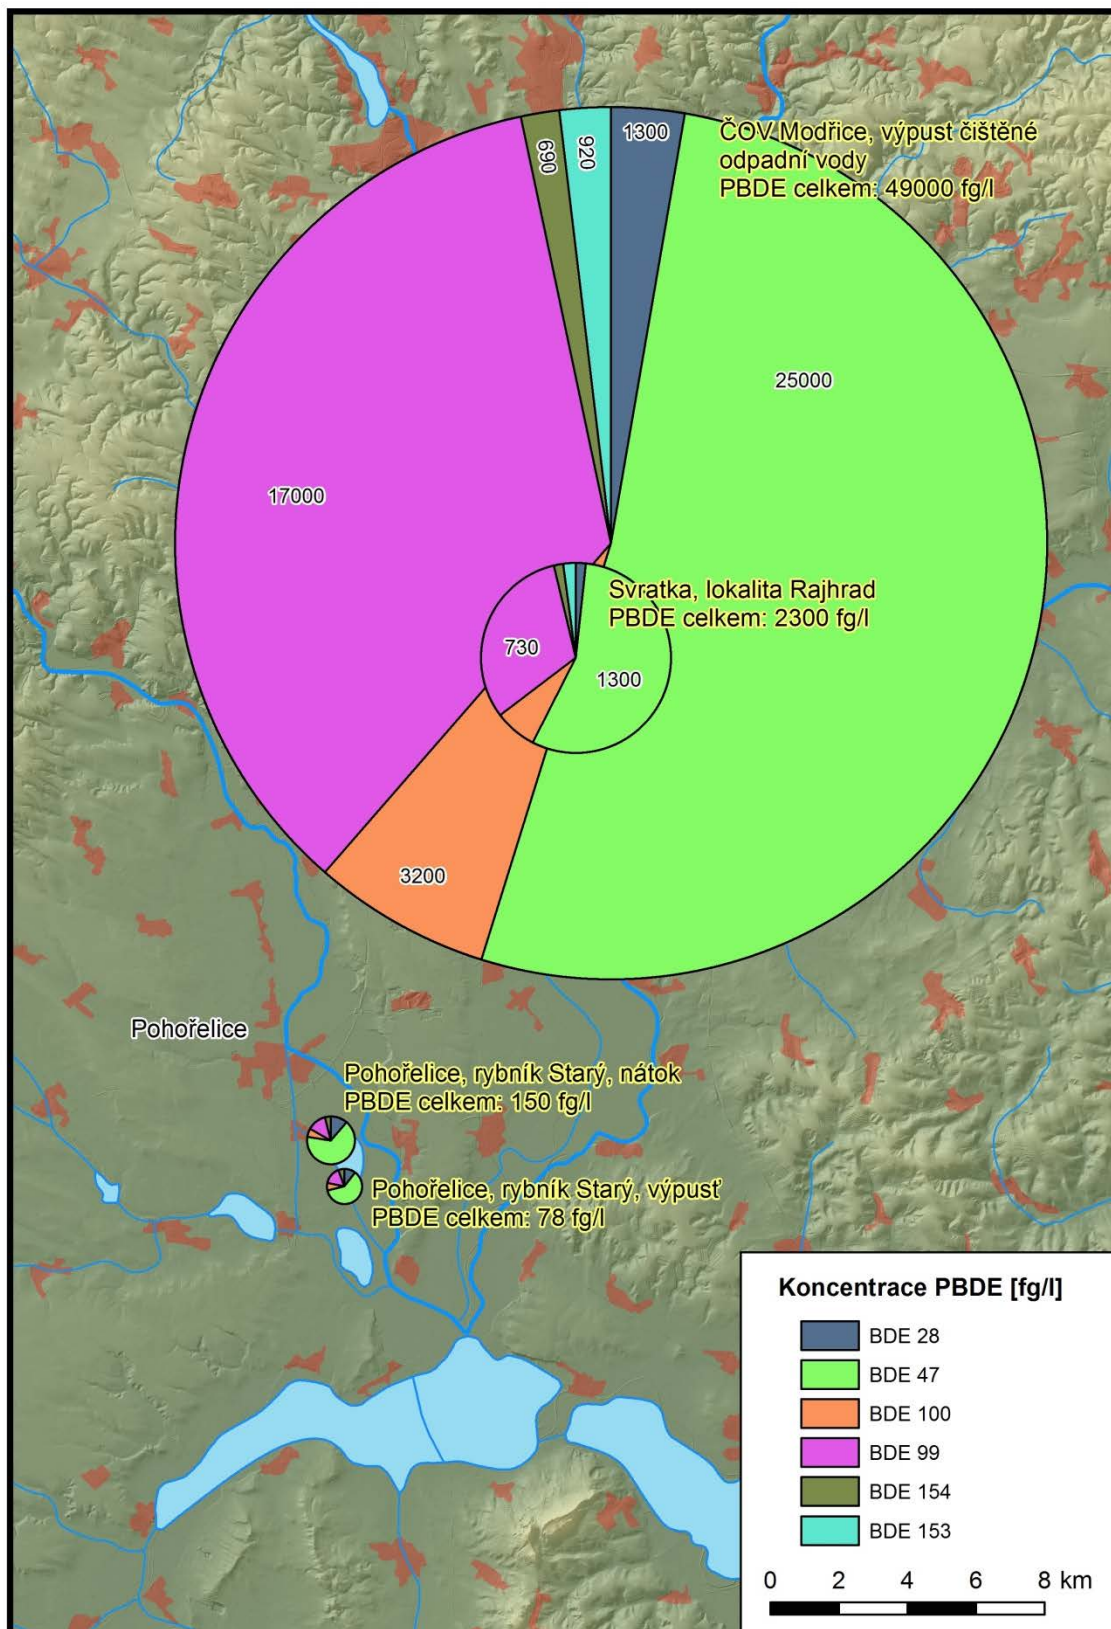 1300
690
920
ČOV Modřice, výpust čištěné
odpadní vody
PBDE celkem: 49000 fg/l
25000
17000
Svratka, lokalita Rajhrad
PBDE celkem: 2300 fg/l
730
1300
3200
Pohořelice
Pohořelice, rybník Starý, nátok
PBDE celkem: 150 fg/l
Pohořelice, rybník Starý, výpusť
PBDE celkem: 78 fg/l
Koncentrace PBDE [fg/l]
BDE 28
BDE 47
BDE 100
BDE 99
BDE 154
BDE 153
0 2 4 6 8 km